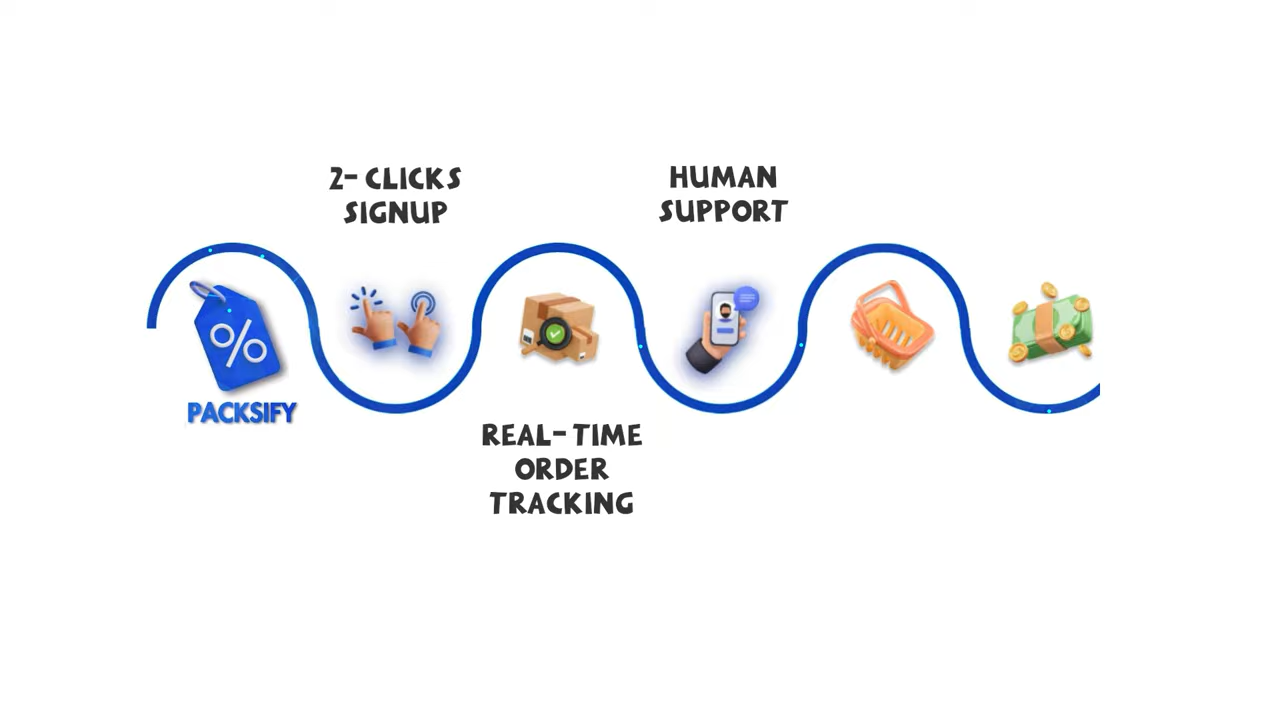 2- CLICKS
SIGNUP
HUMAN
SUPPORT
%
PACKSIFY
REAL-TIME
ORDER
TRACKING